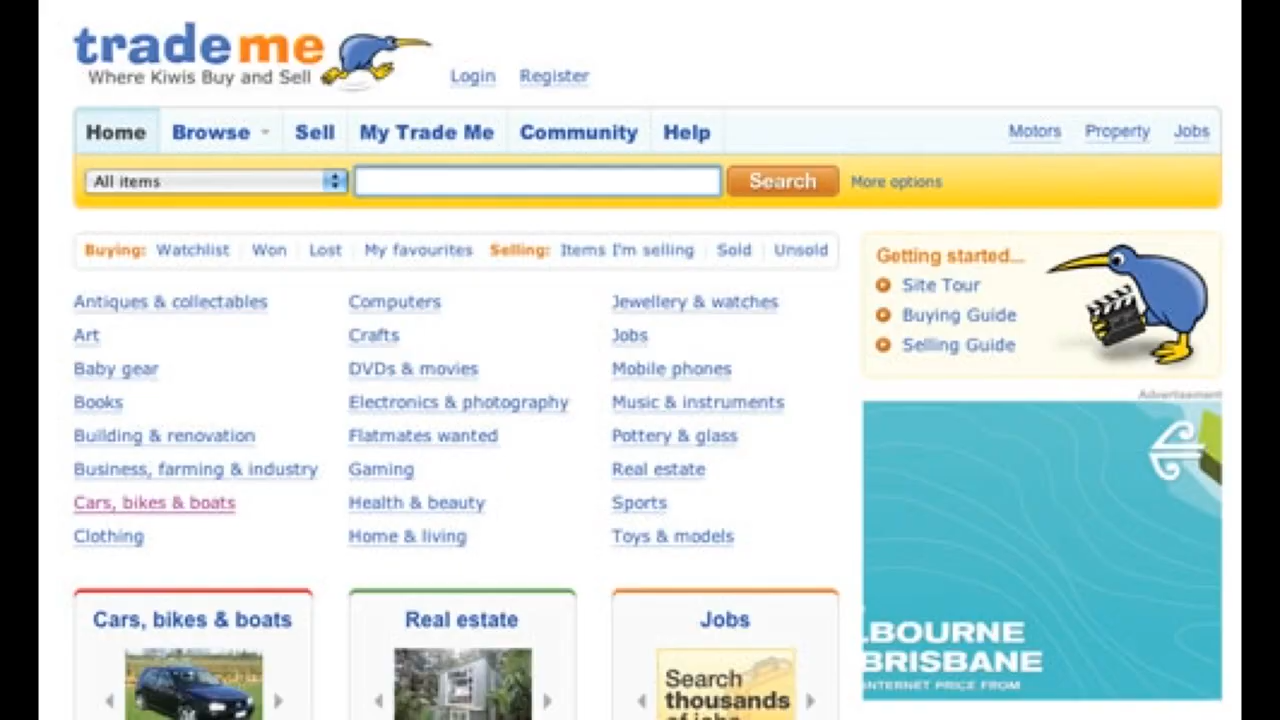 trade me
Where Kiwis Buy and Sell
Login Register
Home Browse Sell My Trade Me Community Help Motors Property Jobs
All items Search More options
Buying: Watchlist Won Lost My favourites Selling: Items I'm selling Sold Unsold
Getting started...
Site Tour
Buying Guide
Selling Guide
Antiques & collectables Computers Jewellery & watches
Art Crafts Jobs
Baby gear DVDs & movies Mobile phones
Books Electronics & photography Music & instruments
Building & renovation Flatmates wanted Pottery & glass
Business, farming & industry Gaming Real estate
Cars, bikes & boats Health & beauty Sports
Clothing Home & living Toys & models
Advertisement
LBOURNE
BRISBANE
INTERNET PRICE FROM
Cars, bikes & boats Real estate Jobs
Search
thousands
of jobs